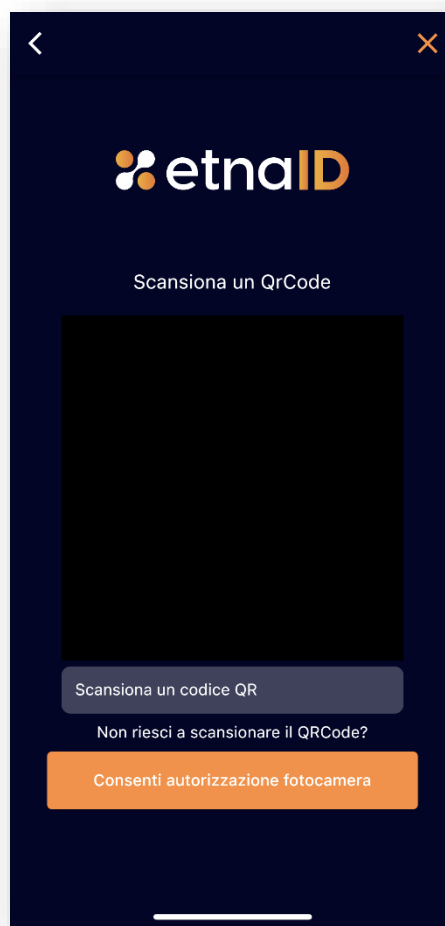 etnaID
Scansiona un QrCode
Scansiona un codice QR
Non riesci a scansionare il QRCode?
Consenti autorizzazione fotocamera